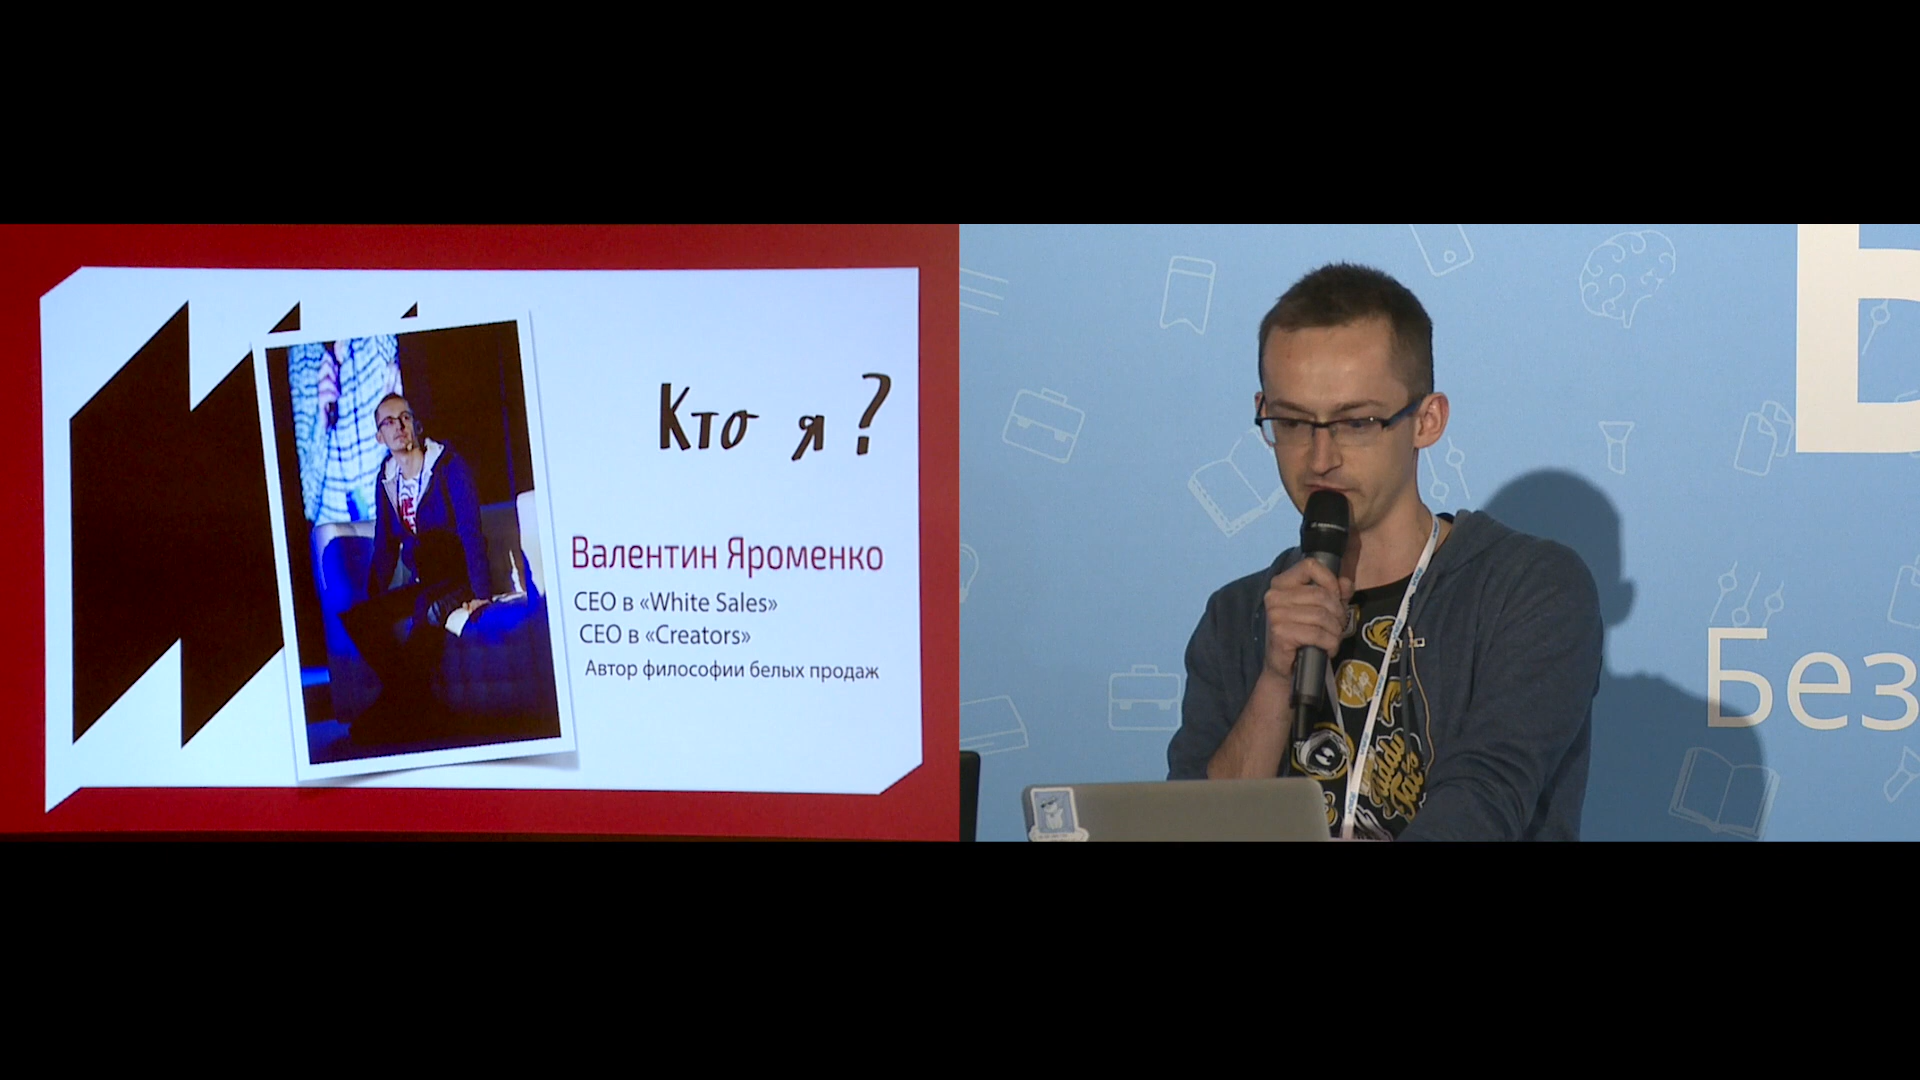 Кто я?
Валентин Яроменко
CEO в «White Sales»
CEO в «Creators»
Автор философии белых продаж
Без